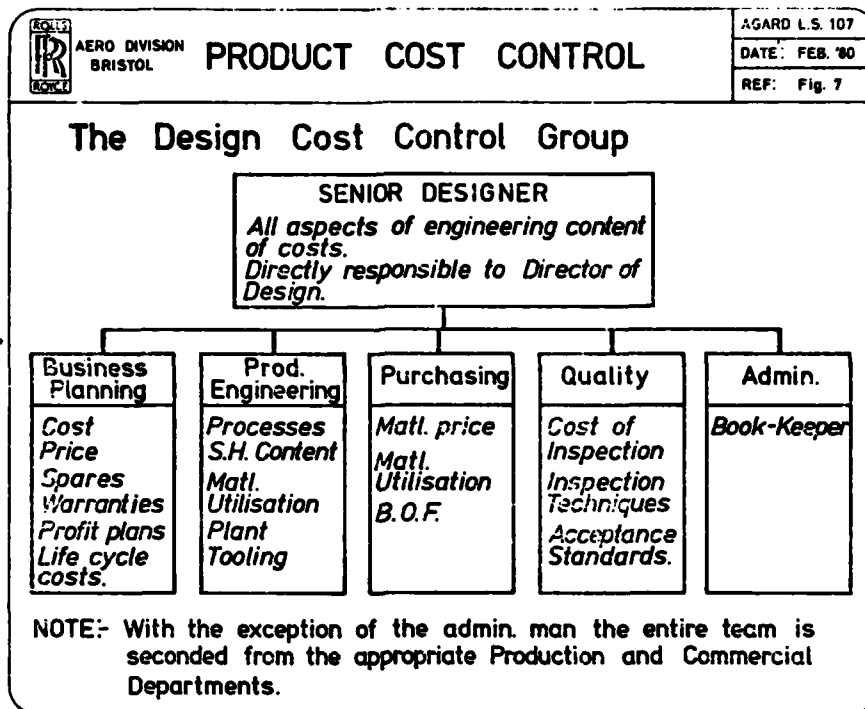 ROLLS
RR
ROYCE
AERO DIVISION
BRISTOL
PRODUCT COST CONTROL
AGARD L.S. 107
DATE: FEB. '80
REF: Fig. 7
The Design Cost Control Group
SENIOR DESIGNER
All aspects of engineering content
of costs.
Directly responsible to Director of
Design.
Business
Planning
Cost
Price
Spares
Warranties
Profit plans
Life cycle
costs.
Prod.
Engineering
Processes
S.H. Content
Matl.
Utilisation
Plant
Tooling
Purchasing
Matl. price
Matl.
Utilisation
B.O.F.
Quality
Cost of
Inspection
Inspection
Techniques
Acceptance
Standards.
Admin.
Book-Keeper
NOTE:- With the exception of the admin. man the entire team is
seconded from the appropriate Production and Commercial
Departments.